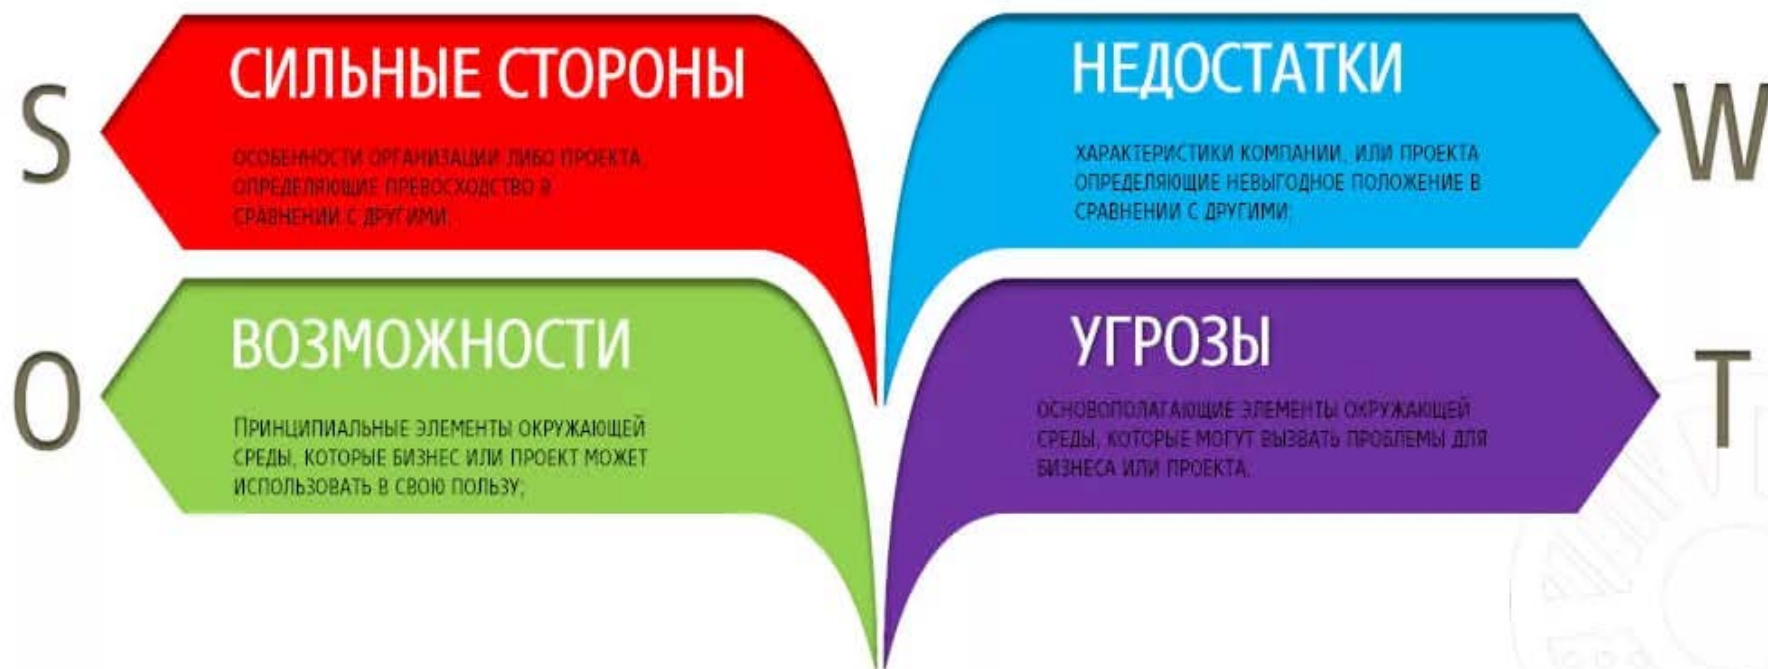 S
СИЛЬНЫЕ СТОРОНЫ
ОСОБЕННОСТИ ОРГАНИЗАЦИИ ЛИБО ПРОЕКТА,
ОПРЕДЕЛЯЮЩИЕ ПРЕВОСХОДСТВО В
СРАВНЕНИИ С ДРУГИМИ;
НЕДОСТАТКИ
ХАРАКТЕРИСТИКИ КОМПАНИИ, ИЛИ ПРОЕКТА
ОПРЕДЕЛЯЮЩИЕ НЕВЫГОДНОЕ ПОЛОЖЕНИЕ В
СРАВНЕНИИ С ДРУГИМИ;
W
O
ВОЗМОЖНОСТИ
ПРИНЦИПИАЛЬНЫЕ ЭЛЕМЕНТЫ ОКРУЖАЮЩЕЙ
СРЕДЫ, КОТОРЫЕ БИЗНЕС ИЛИ ПРОЕКТ МОЖЕТ
ИСПОЛЬЗОВАТЬ В СВОЮ ПОЛЬЗУ;
УГРОЗЫ
ОСНОВОПОЛАГАЮЩИЕ ЭЛЕМЕНТЫ ОКРУЖАЮЩЕЙ
СРЕДЫ, КОТОРЫЕ МОГУТ ВЫЗВАТЬ ПРОБЛЕМЫ ДЛЯ
БИЗНЕСА ИЛИ ПРОЕКТА.
T